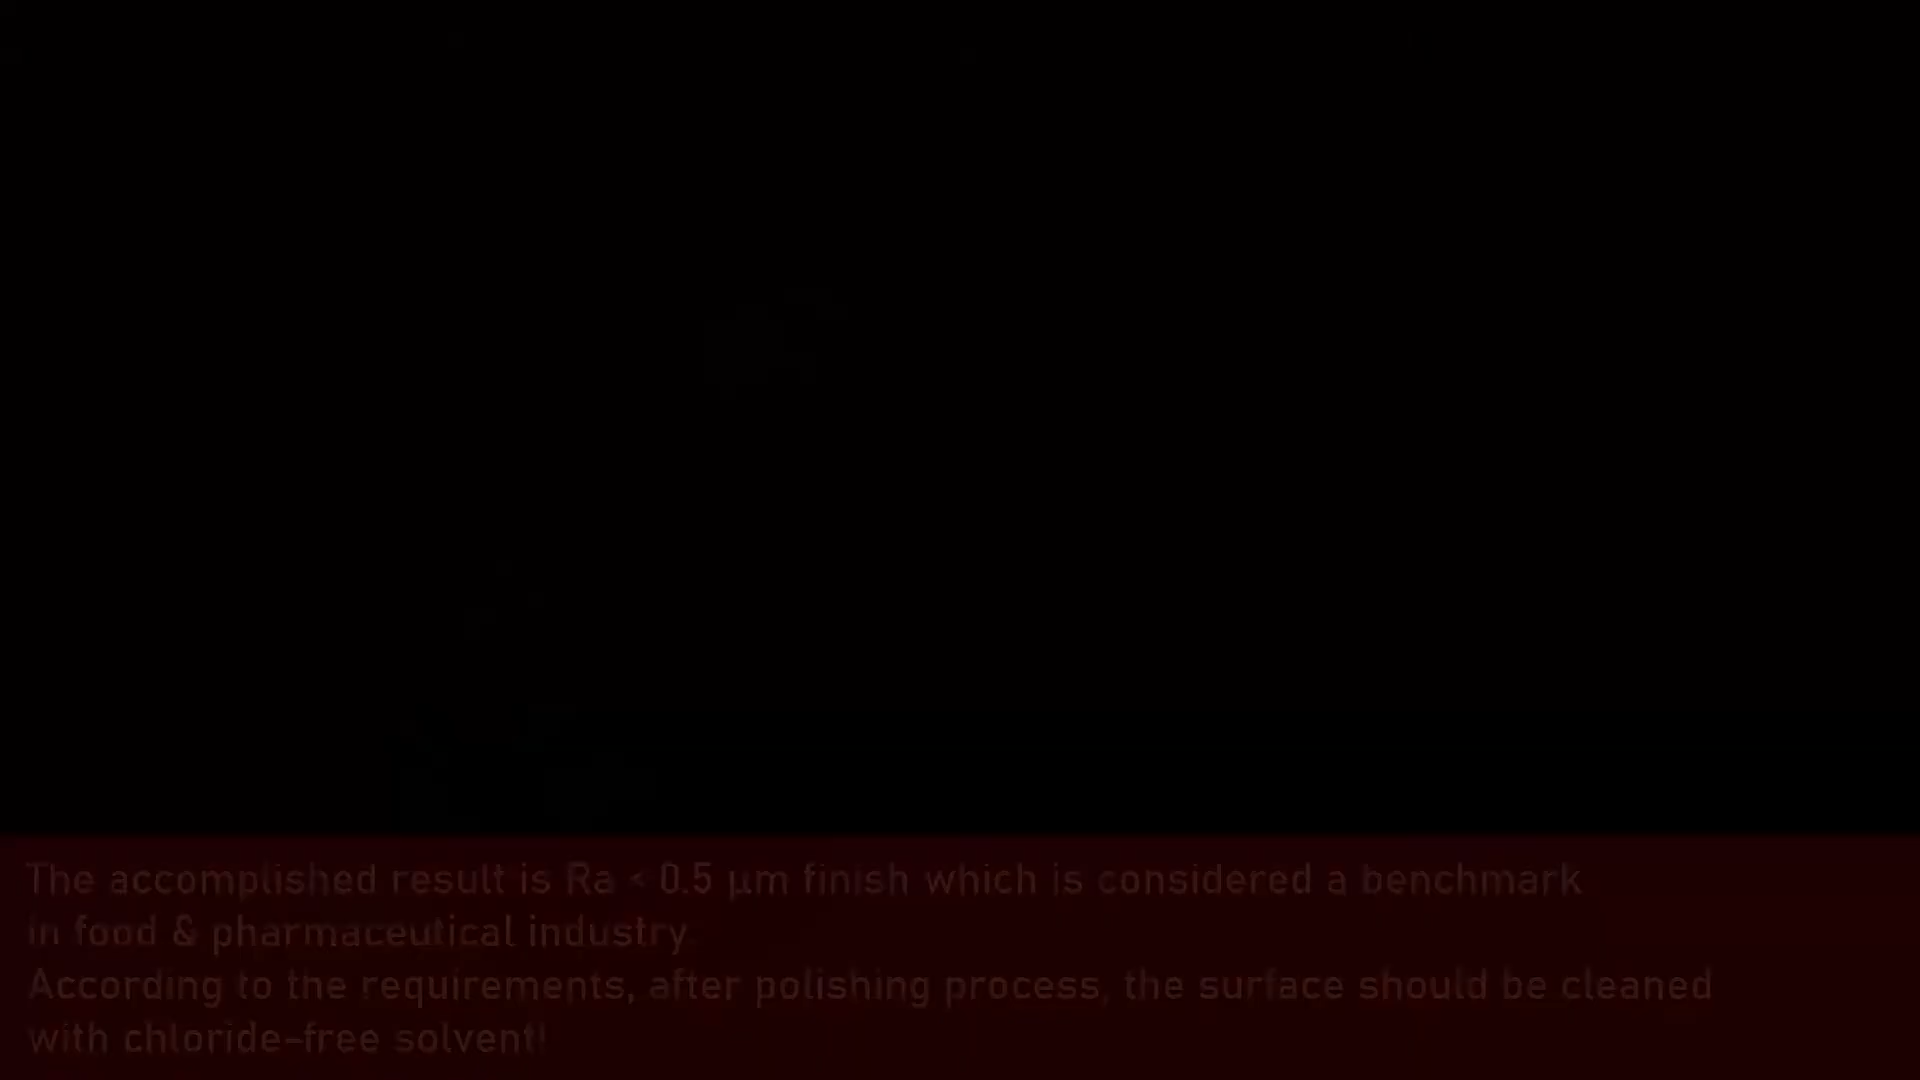 The accomplished result is Ra < 0.5 μm finish which is considered a benchmark
in food & pharmaceutical industry.
According to the requirements, after polishing process, the surface should be cleaned
with chloride-free solvent!